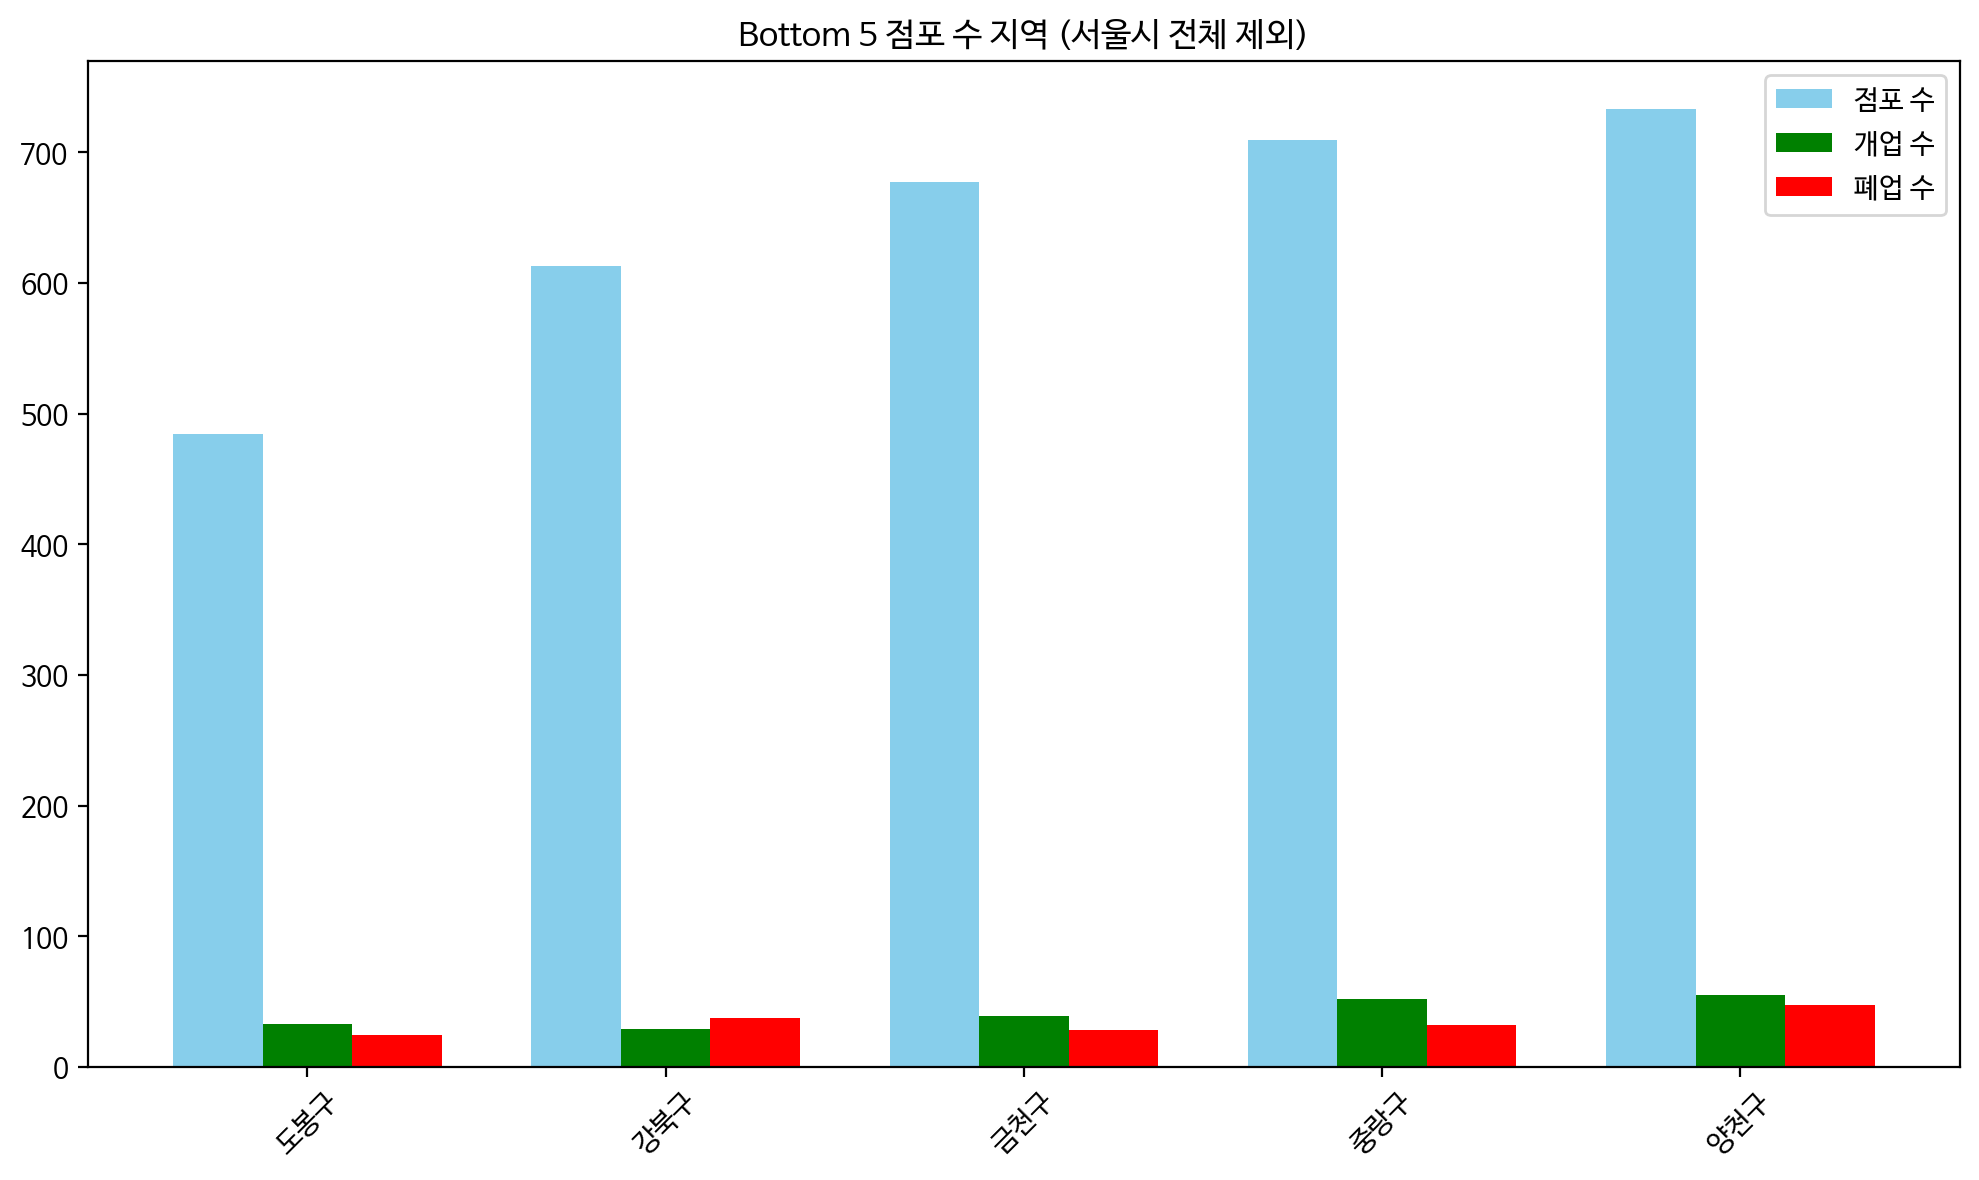 Bottom 5 점포 수 지역 (서울시 전체 제외)
점포 수
개업 수
폐업 수
700
600
500
400
300
200
100
0
도봉구
강북구
금천구
중랑구
양천구